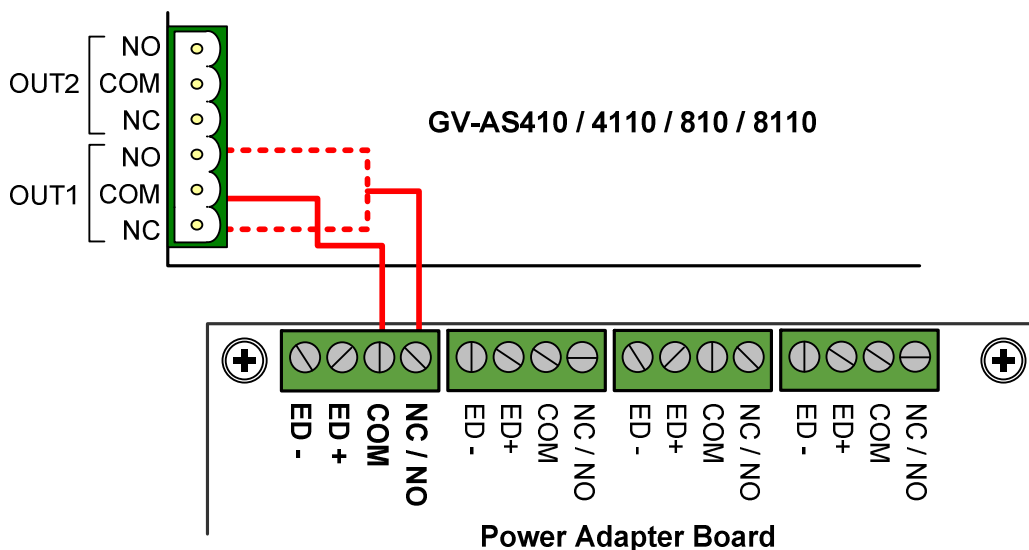 NO
OUT2 COM
NC
GV-AS410 / 4110 / 810 / 8110
NO
OUT1 COM
NC
ED - ED + COM NC / NO ED - ED+ COM NC / NO ED - ED+ COM NC / NO ED - ED+ COM NC / NO
Power Adapter Board